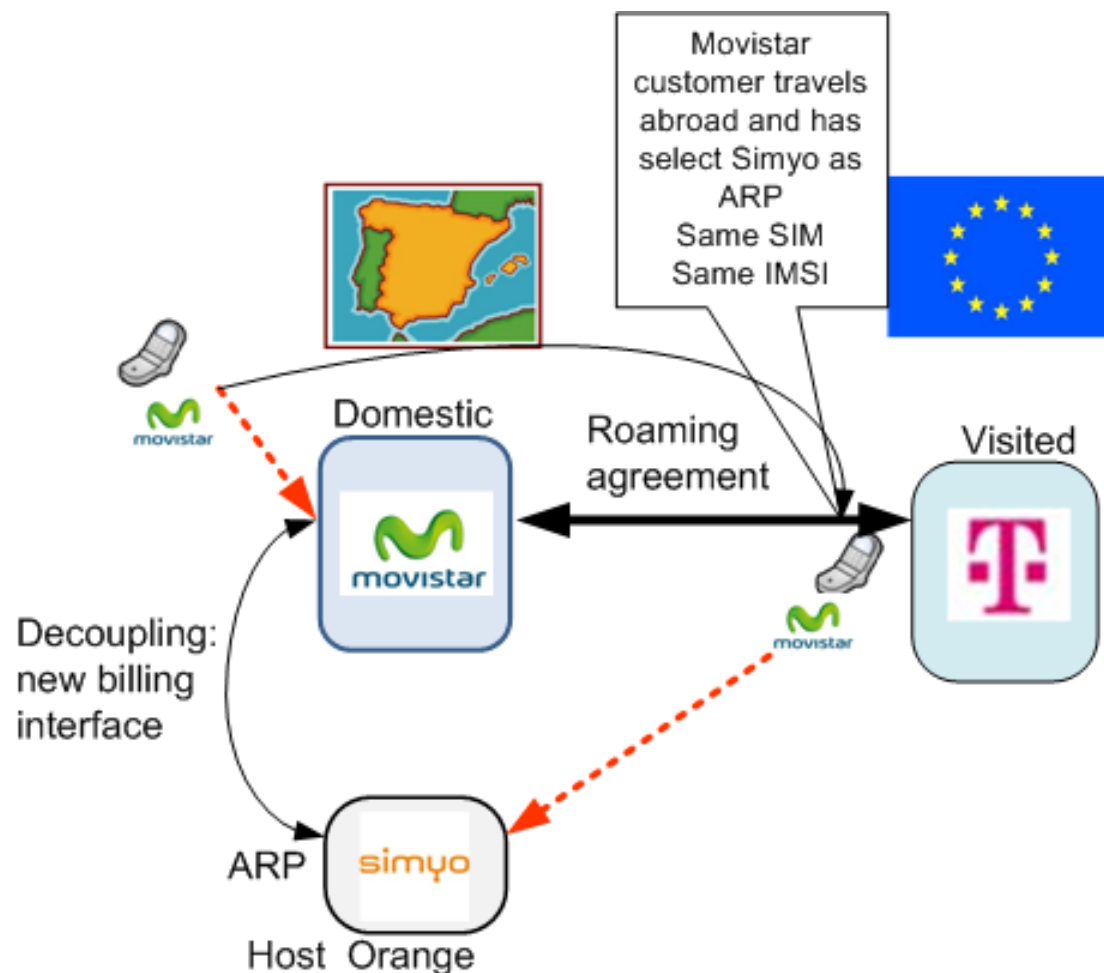 Movistar
customer travels
abroad and has
select Simyo as
ARP
Same SIM
Same IMSI
movistar
Domestic
movistar
Roaming
agreement
Visited
T
movistar
Decoupling:
new billing
interface
ARP
simyo
Host Orange